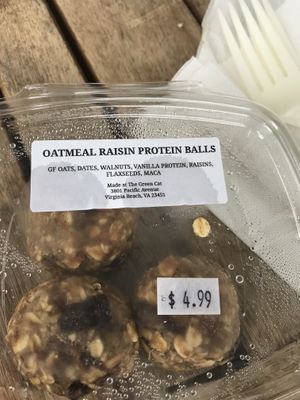 OATMEAL RAISIN PROTEIN BALLS
GF OATS, DATES, WALNUTS, VANILLA PROTEIN, RAISINS,
FLAXSEEDS, MACA
Made at The Green Cat
3801 Pacific Avenue
Virginia Beach, VA 23451
$ 4.99